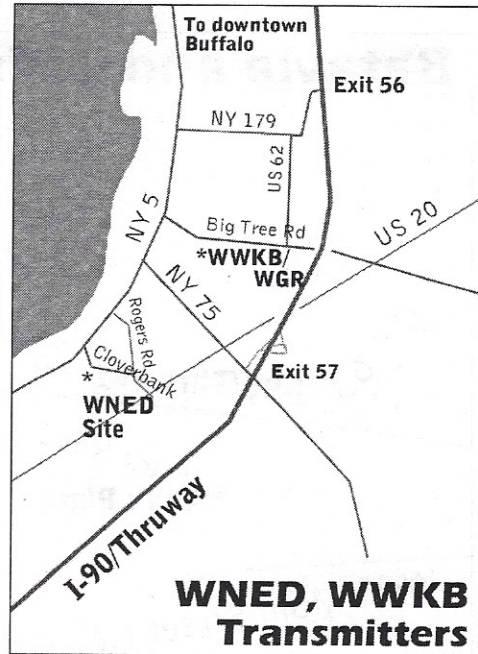 To downtown
Buffalo
Exit 56
NY 179
US 62
NY 5
Big Tree Rd
US 20
*WWKB/
WGR
NY 75
Rogers Rd
Cloverbank
Exit 57
*
WNED
Site
I-90/Thruway
WNED, WWKB
Transmitters